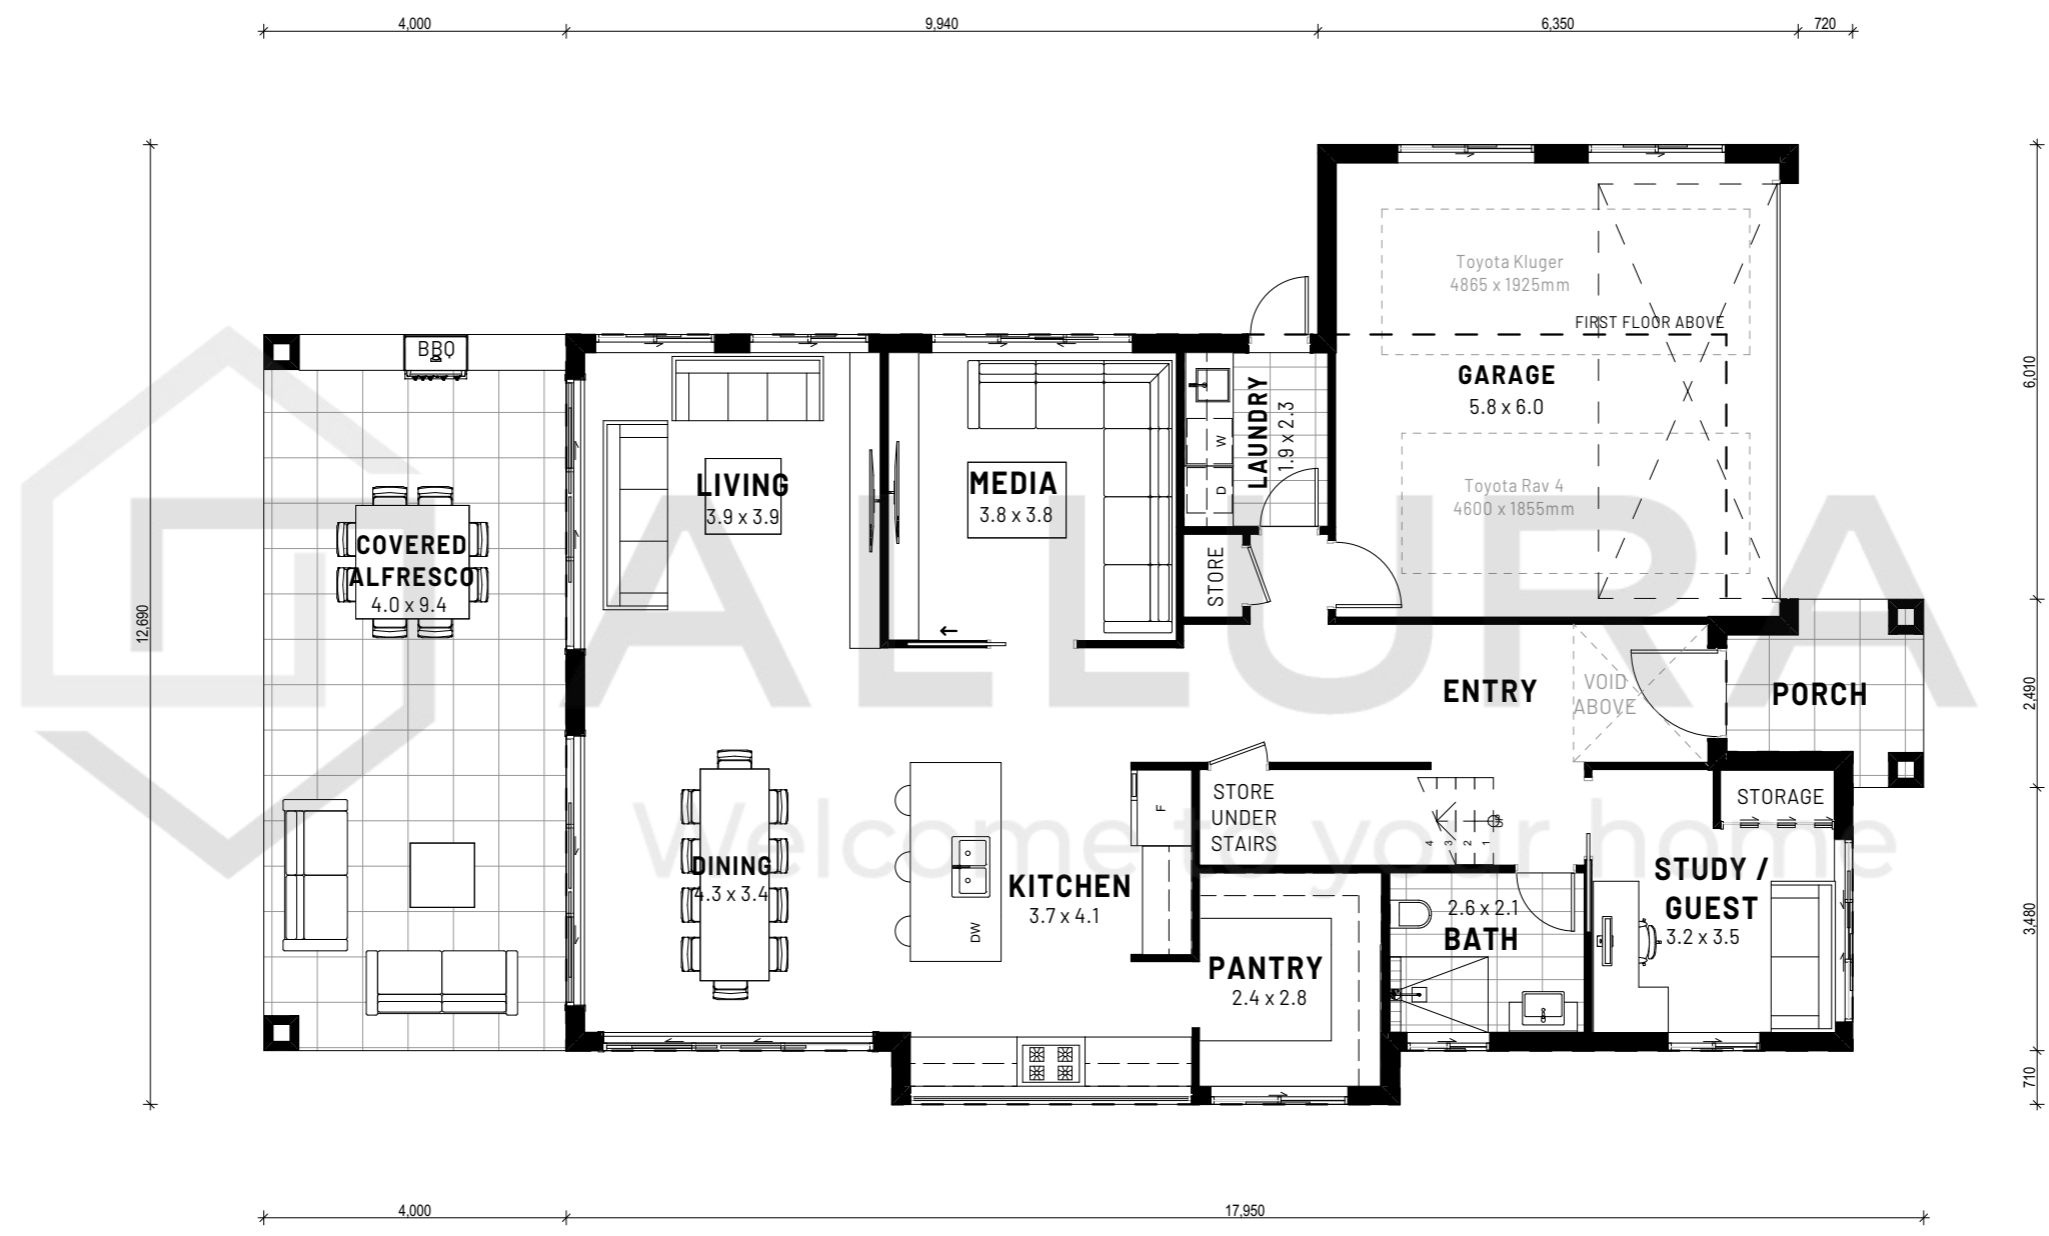 4,000
9,940
6,350
720
12,690
6,010
2,490
3,480
710
4,000
17,950
BBQ
COVERED
ALFRESCO
4.0 x 9.4
LIVING
3.9 x 3.9
MEDIA
3.8 x 3.8
W
D
LAUNDRY
1.9 x 2.3
STORE
Toyota Kluger
4865 x 1925mm
FIRST FLOOR ABOVE
GARAGE
5.8 x 6.0
Toyota Rav 4
4600 x 1855mm
ALLURA
Welcome to your home
ENTRY
VOID
ABOVE
PORCH
DINING
4.3 x 3.4
DW
KITCHEN
3.7 x 4.1
F
STORE
UNDER
STAIRS
4
3
2
1
PANTRY
2.4 x 2.8
2.6 x 2.1
BATH
STORAGE
STUDY /
GUEST
3.2 x 3.5